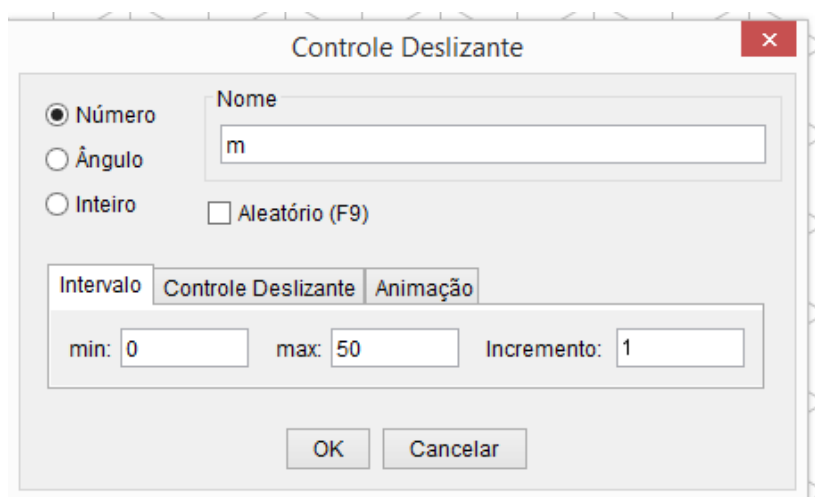 Controle Deslizante
Número
Nome
m
Ângulo
Inteiro
Aleatório (F9)
Intervalo Controle Deslizante Animação
min: 0 max: 50 Incremento: 1
OK Cancelar